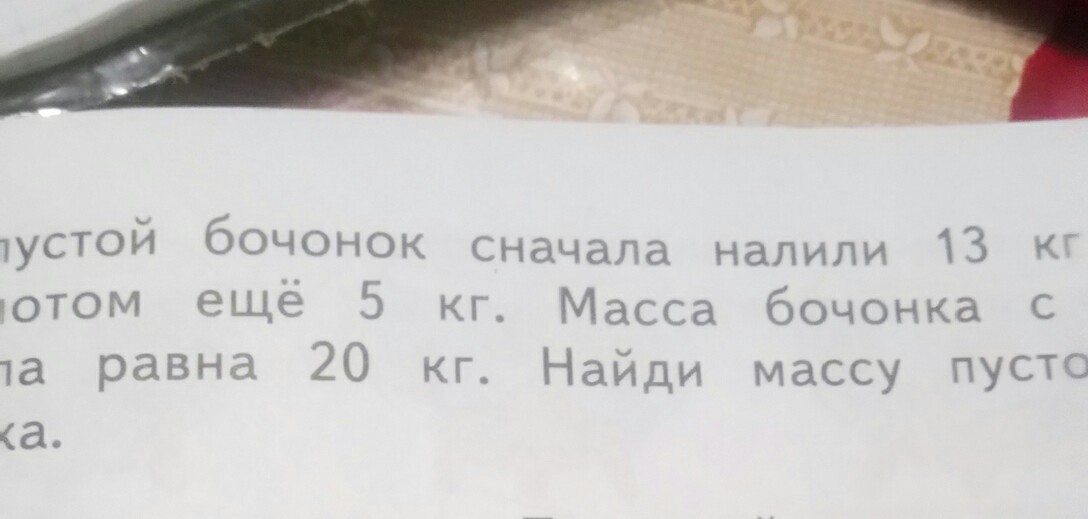 пустой бочонок сначала налили 13 кг
потом ещё 5 кг. Масса бочонка с
ла равна 20 кг. Найди массу пусто
ка.